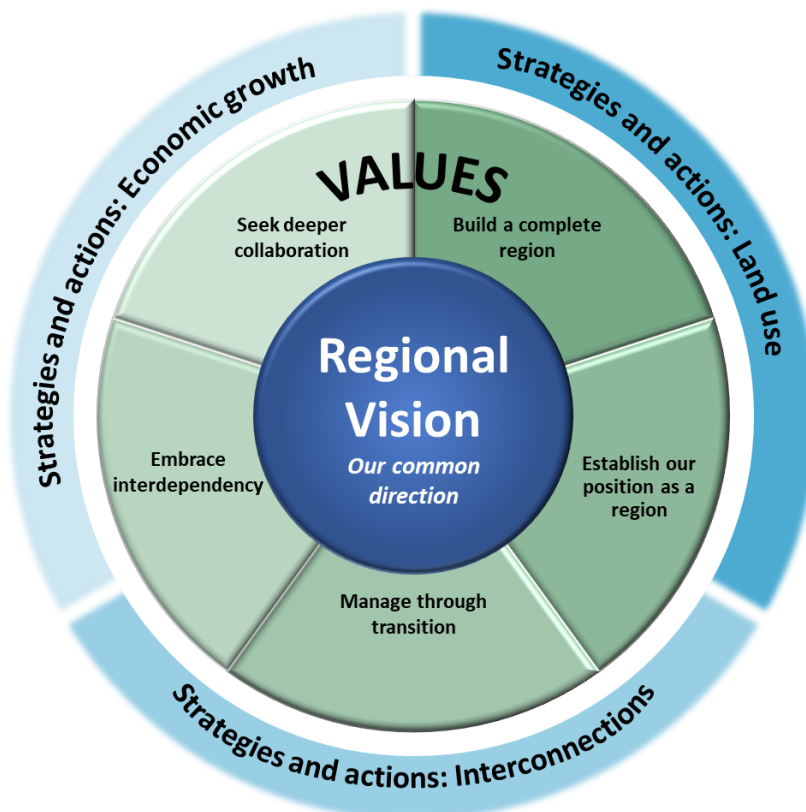 Strategies and actions: Economic growth
Strategies and actions: Land use
VALUES
Seek deeper
collaboration
Build a complete
region
Regional
Vision
Our common
direction
Embrace
interdependency
Establish our
position as a
region
Manage through
transition
Strategies and actions: Interconnections